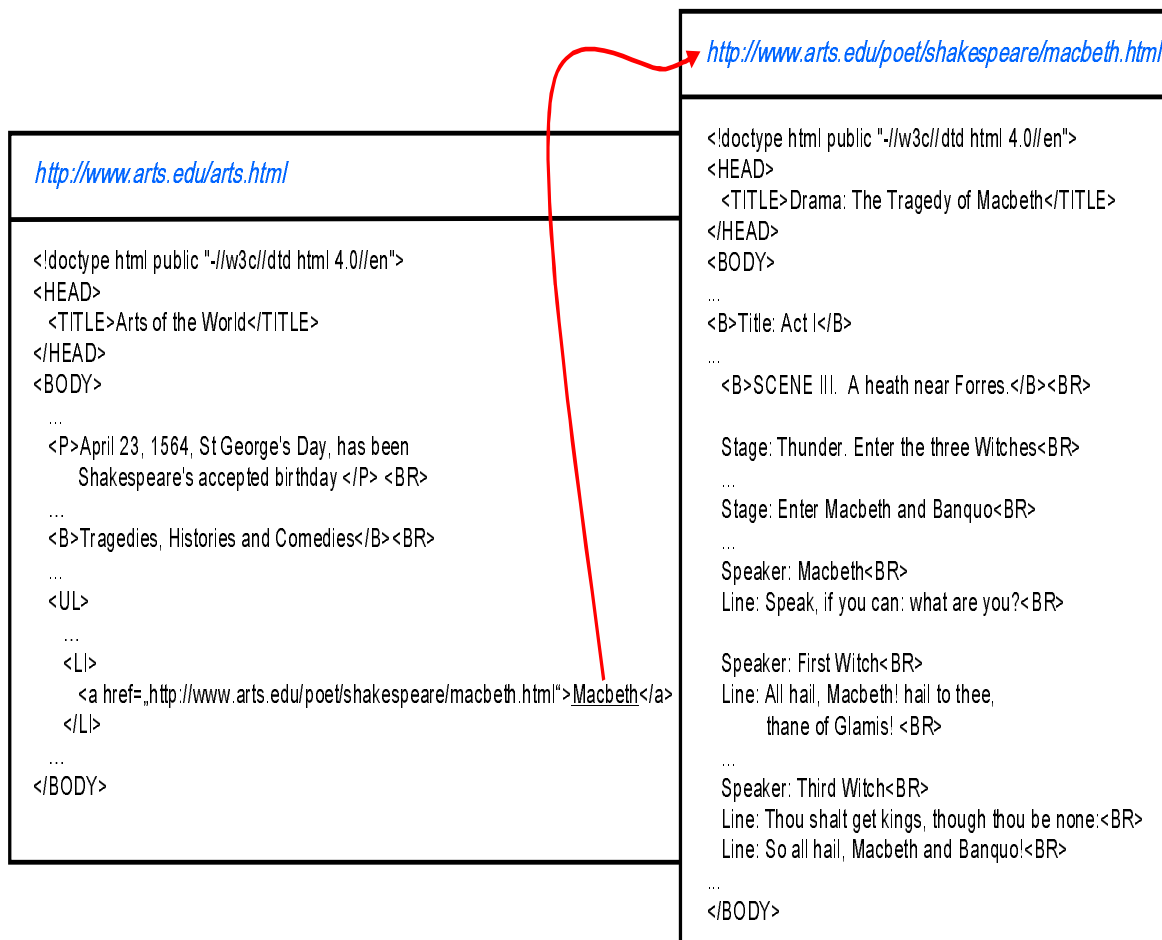 http://www.arts.edu/arts.html
<!doctype html public "-//w3c//dtd html 4.0//en">
<HEAD>
<TITLE>Arts of the World</TITLE>
</HEAD>
<BODY>
...
<P>April 23, 1564, St George's Day, has been
Shakespeare's accepted birthday </P> <BR>
...
<B>Tragedies, Histories and Comedies</B><BR>
...
<UL>
...
<LI>
<a href=„http://www.arts.edu/poet/shakespeare/macbeth.html“>Macbeth</a>
</LI>
...
</BODY>
http://www.arts.edu/poet/shakespeare/macbeth.html
<!doctype html public "-//w3c//dtd html 4.0//en">
<HEAD>
<TITLE>Drama: The Tragedy of Macbeth</TITLE>
</HEAD>
<BODY>
...
<B>Title: Act I</B>
...
<B>SCENE III.  A heath near Forres.</B><BR>
Stage: Thunder. Enter the three Witches<BR>
...
Stage: Enter Macbeth and Banquo<BR>
...
Speaker: Macbeth<BR>
Line: Speak, if you can: what are you?<BR>
Speaker: First Witch<BR>
Line: All hail, Macbeth! hail to thee,
thane of Glamis! <BR>
...
Speaker: Third Witch<BR>
Line: Thou shalt get kings, though thou be none:<BR>
Line: So all hail, Macbeth and Banquo!<BR>
...
</BODY>